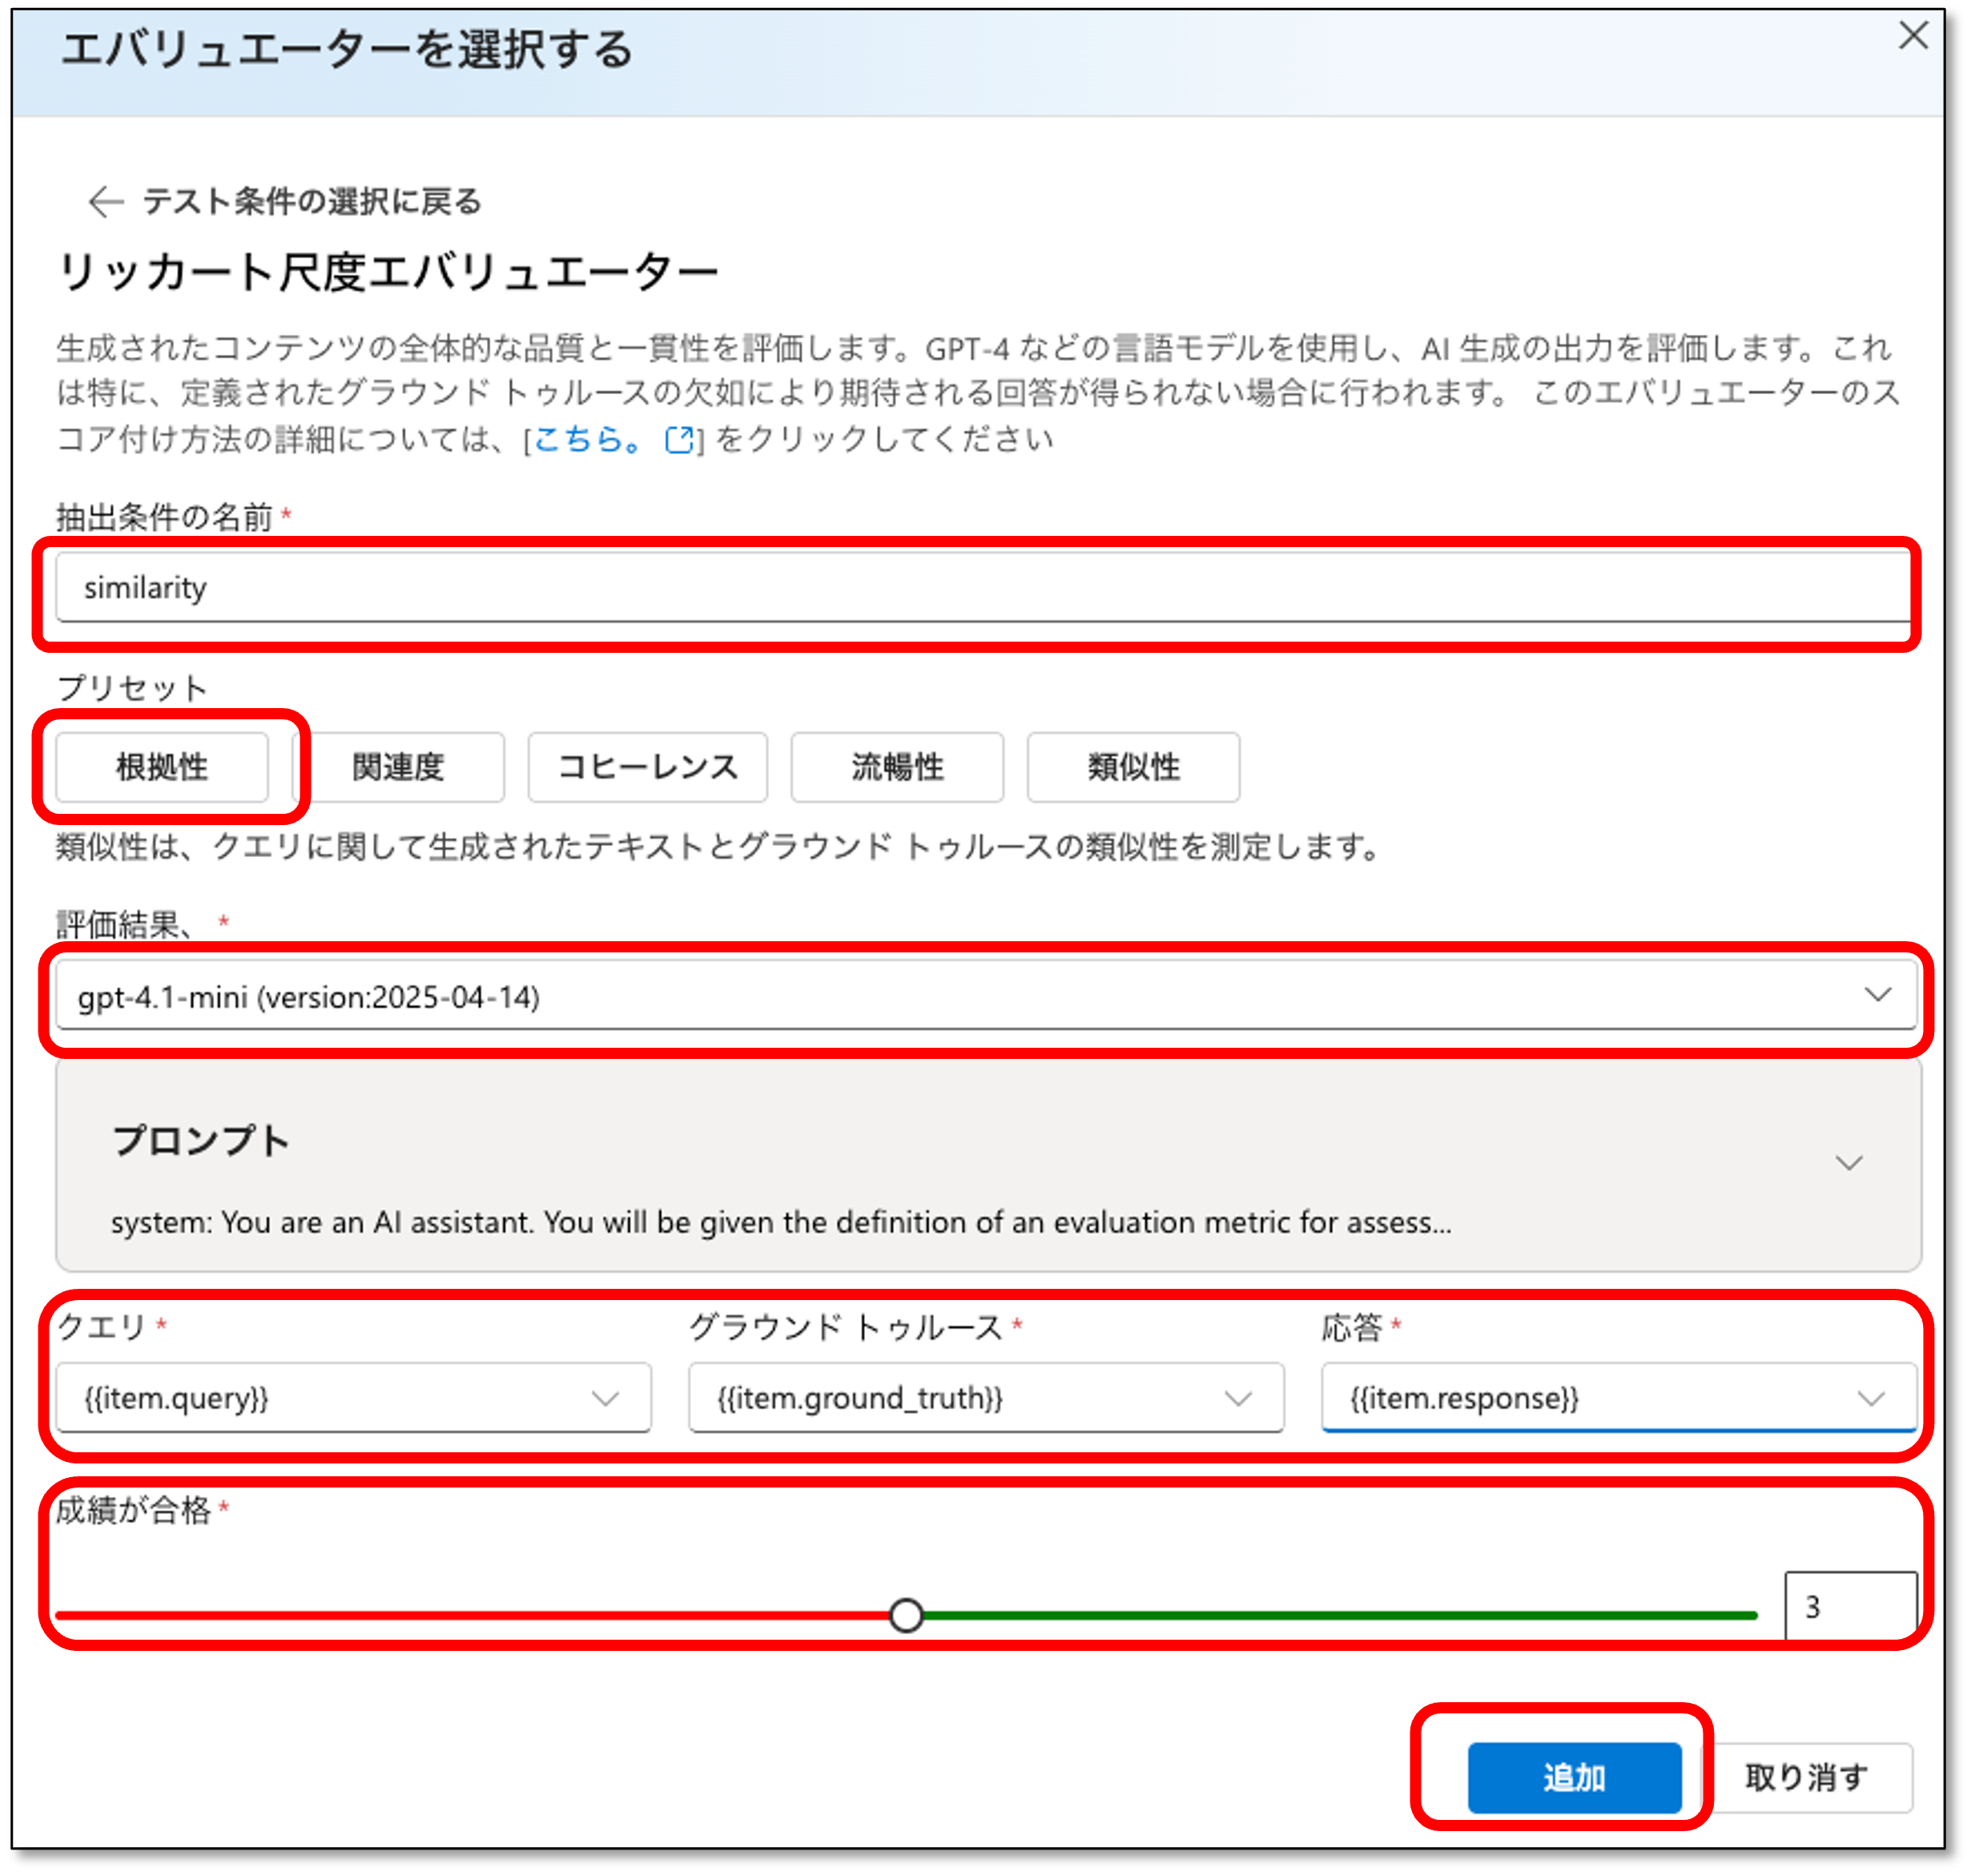 エバリュエーターを選択する
テスト条件の選択に戻る
リッカート尺度エバリュエーター
生成されたコンテンツの全体的な品質と一貫性を評価します。GPT-4 などの言語モデルを使用し、AI 生成の出力を評価します。これ
は特に、定義されたグラウンド トゥルースの欠如により期待される回答が得られない場合に行われます。 このエバリュエーターのス
コア付け方法の詳細については、[こちら。] をクリックしてください
抽出条件の名前 *
similarity
プリセット
根拠性 関連度 コヒーレンス 流暢性 類似性
類似性は、クエリに関して生成されたテキストとグラウンド トゥルースの類似性を測定します。
評価結果、 *
gpt-4.1-mini (version:2025-04-14)
プロンプト
system: You are an AI assistant. You will be given the definition of an evaluation metric for assess...
クエリ * グラウンド トゥルース * 応答 *
{{item.query}} {{item.ground_truth}} {{item.response}}
成績が合格 *
3
追加 取り消す